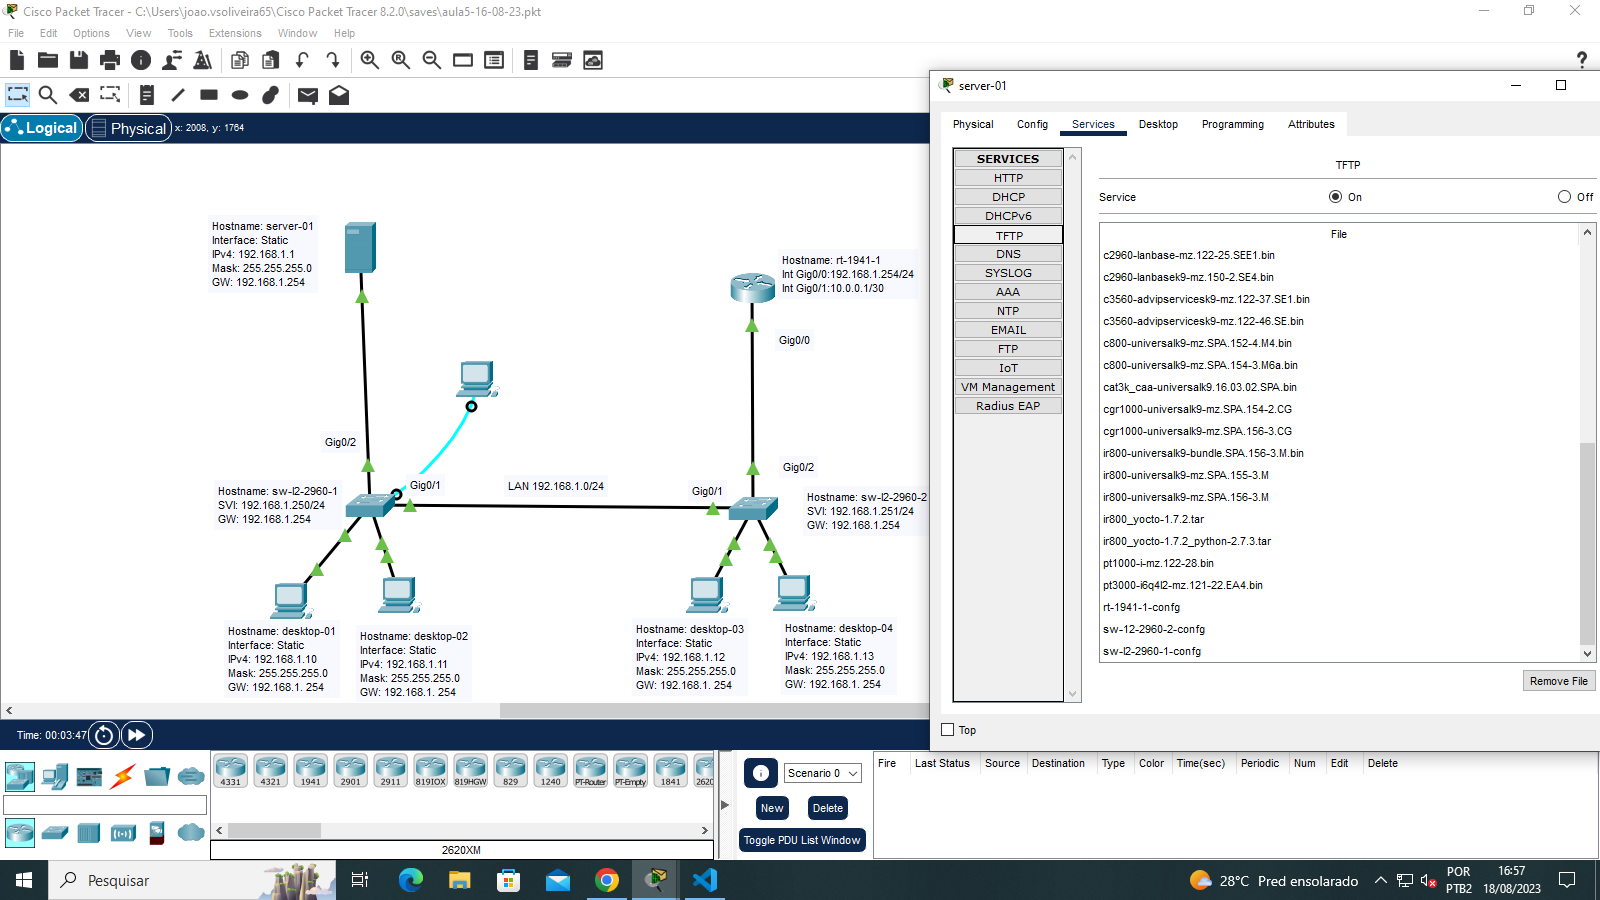 Cisco Packet Tracer - C:\Users\joao.vsoliveira65\Cisco Packet Tracer 8.2.0\saves\aula5-16-08-23.pkt
File Edit Options View Tools Extensions Window Help
Logical Physical x: 2008, y: 1764
Hostname: server-01
Interface: Static
IPv4: 192.168.1.1
Mask: 255.255.255.0
GW: 192.168.1.254
Hostname: rt-1941-1
Int Gig0/0:192.168.1.254/24
Int Gig0/1:10.0.0.1/30
Gig0/0
Gig0/2
Gig0/1
Hostname: sw-l2-2960-1
SVI: 192.168.1.250/24
GW: 192.168.1.254
LAN 192.168.1.0/24
Gig0/1
Gig0/2
Hostname: sw-l2-2960-2
SVI: 192.168.1.251/24
GW: 192.168.1.254
Hostname: desktop-01
Interface: Static
IPv4: 192.168.1.10
Mask: 255.255.255.0
GW: 192.168.1. 254
Hostname: desktop-02
Interface: Static
IPv4: 192.168.1.11
Mask: 255.255.255.0
GW: 192.168.1. 254
Hostname: desktop-03
Interface: Static
IPv4: 192.168.1.12
Mask: 255.255.255.0
GW: 192.168.1. 254
Hostname: desktop-04
Interface: Static
IPv4: 192.168.1.13
Mask: 255.255.255.0
GW: 192.168.1. 254
server-01
Physical Config Services Desktop Programming Attributes
SERVICES
HTTP
DHCP
DHCPv6
TFTP
DNS
SYSLOG
AAA
NTP
EMAIL
FTP
IoT
VM Management
Radius EAP
TFTP
Service On Off
File
c2960-lanbase-mz.122-25.SEE1.bin
c2960-lanbasek9-mz.150-2.SE4.bin
c3560-advipservicesk9-mz.122-37.SE1.bin
c3560-advipservicesk9-mz.122-46.SE.bin
c800-universalk9-mz.SPA.152-4.M4.bin
c800-universalk9-mz.SPA.154-3.M6a.bin
cat3k_caa-universalk9.16.03.02.SPA.bin
cgr1000-universalk9-mz.SPA.154-2.CG
cgr1000-universalk9-mz.SPA.156-3.CG
ir800-universalk9-bundle.SPA.156-3.M.bin
ir800-universalk9-mz.SPA.155-3.M
ir800-universalk9-mz.SPA.156-3.M
ir800_yocto-1.7.2.tar
ir800_yocto-1.7.2_python-2.7.3.tar
pt1000-i-mz.122-28.bin
pt3000-i6q4l2-mz.121-22.EA4.bin
rt-1941-1-confg
sw-12-2960-2-confg
sw-l2-2960-1-confg
Remove File
Top
Time: 00:03:47
4331 4321 1941 2901 2911 819IOX 819HGW 829 1240 PT-Router PT-Empty 1841 2620
2620XM
Scenario 0
New Delete
Toggle PDU List Window
Fire Last Status Source Destination Type Color Time(sec) Periodic Num Edit Delete
Pesquisar
28°C Pred ensolarado
POR
PTB2
16:57
18/08/2023